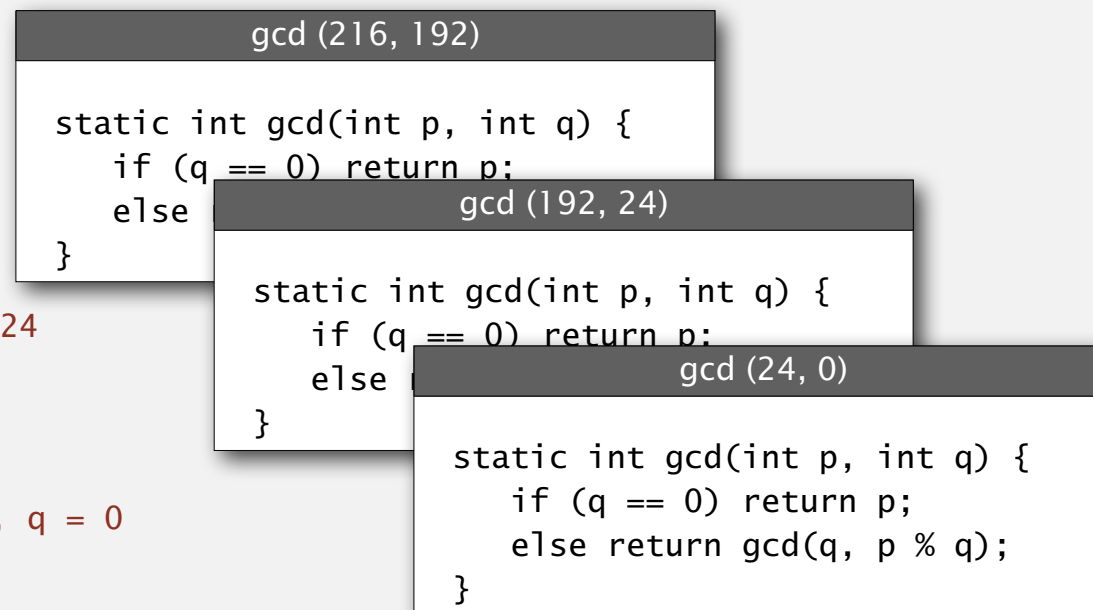 gcd (216, 192)
static int gcd(int p, int q) {
if (q == 0) return p;
else
}
gcd (192, 24)
static int gcd(int p, int q) {
if (q == 0) return p;
else
}
24
gcd (24, 0)
static int gcd(int p, int q) {
if (q == 0) return p;
else return gcd(q, p % q);
}
q = 0